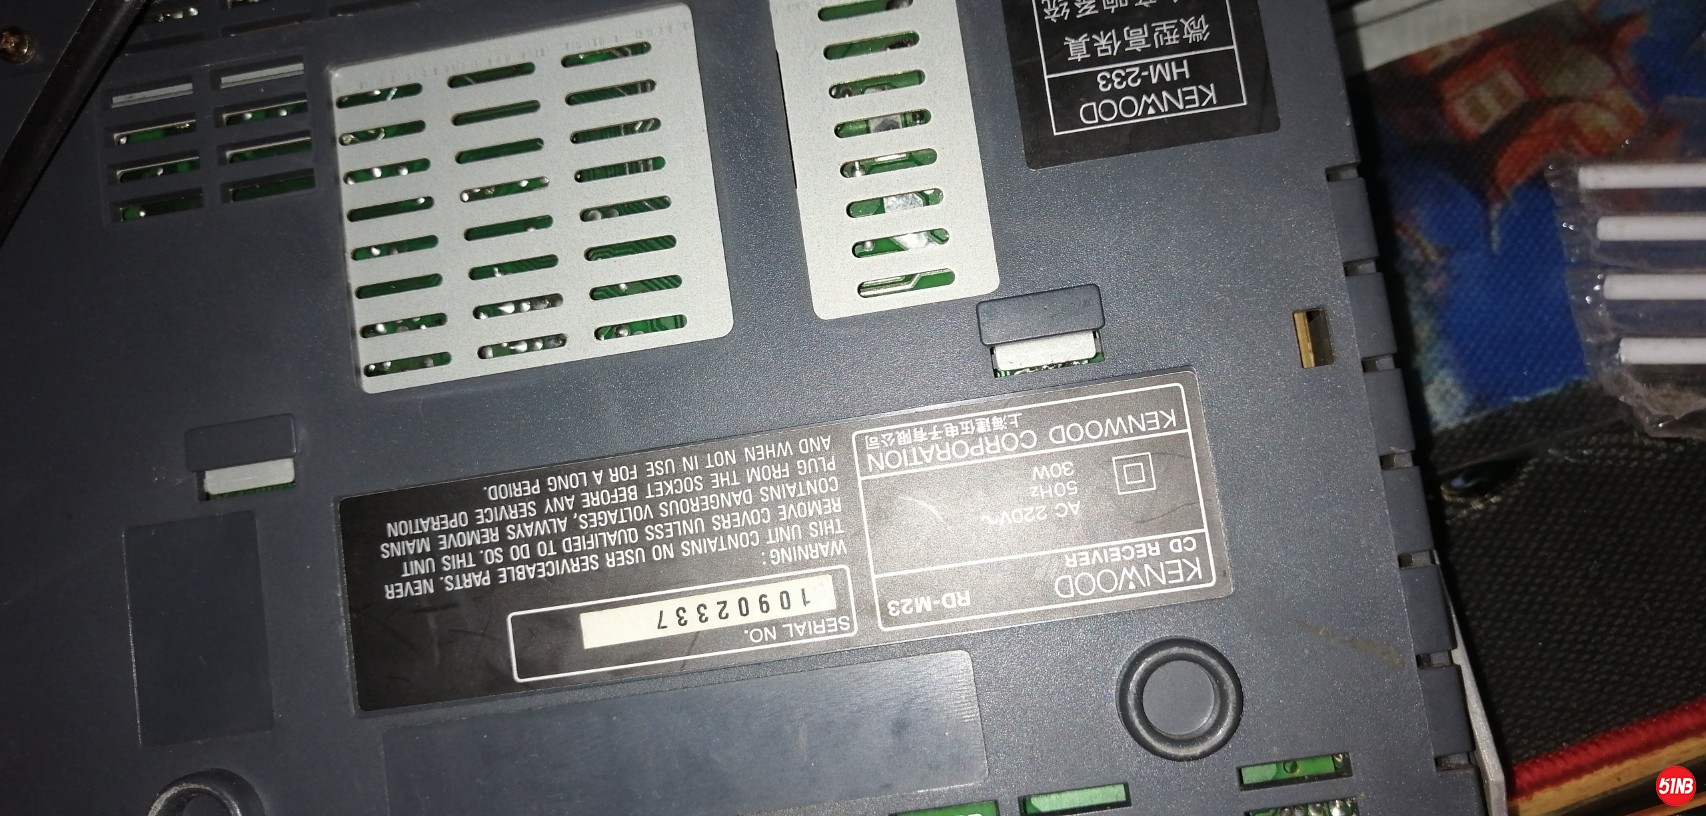 KENWOOD RD-M23
CD RECEIVER
AC 220V~
50Hz
30W
KENWOOD CORPORATION
上海建伍电子有限公司
SERIAL NO.
10902337
WARNING:
THIS UNIT CONTAINS NO USER SERVICEABLE PARTS. NEVER
REMOVE COVERS UNLESS QUALIFIED TO DO SO. THIS UNIT
CONTAINS DANGEROUS VOLTAGES, ALWAYS REMOVE MAINS
PLUG FROM THE SOCKET BEFORE ANY SERVICE OPERATION
AND WHEN NOT IN USE FOR A LONG PERIOD.
KENWOOD
HM-233
微型高保真
音响系统
51NB